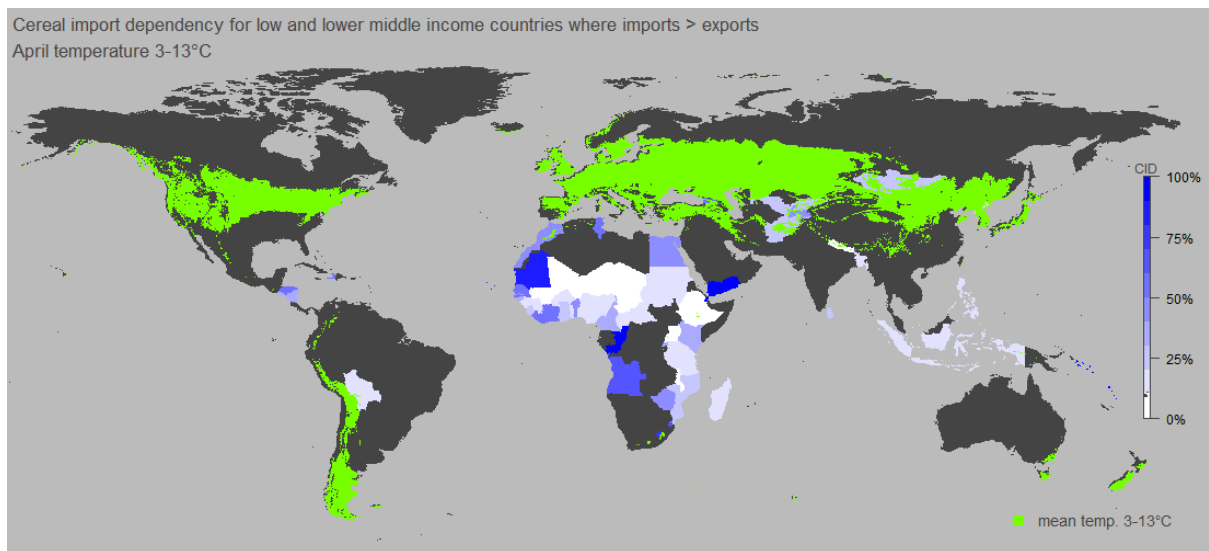 Cereal import dependency for low and lower middle income countries where imports > exports
April temperature 3-13°C
CID
100%
75%
50%
25%
0%
mean temp. 3-13°C